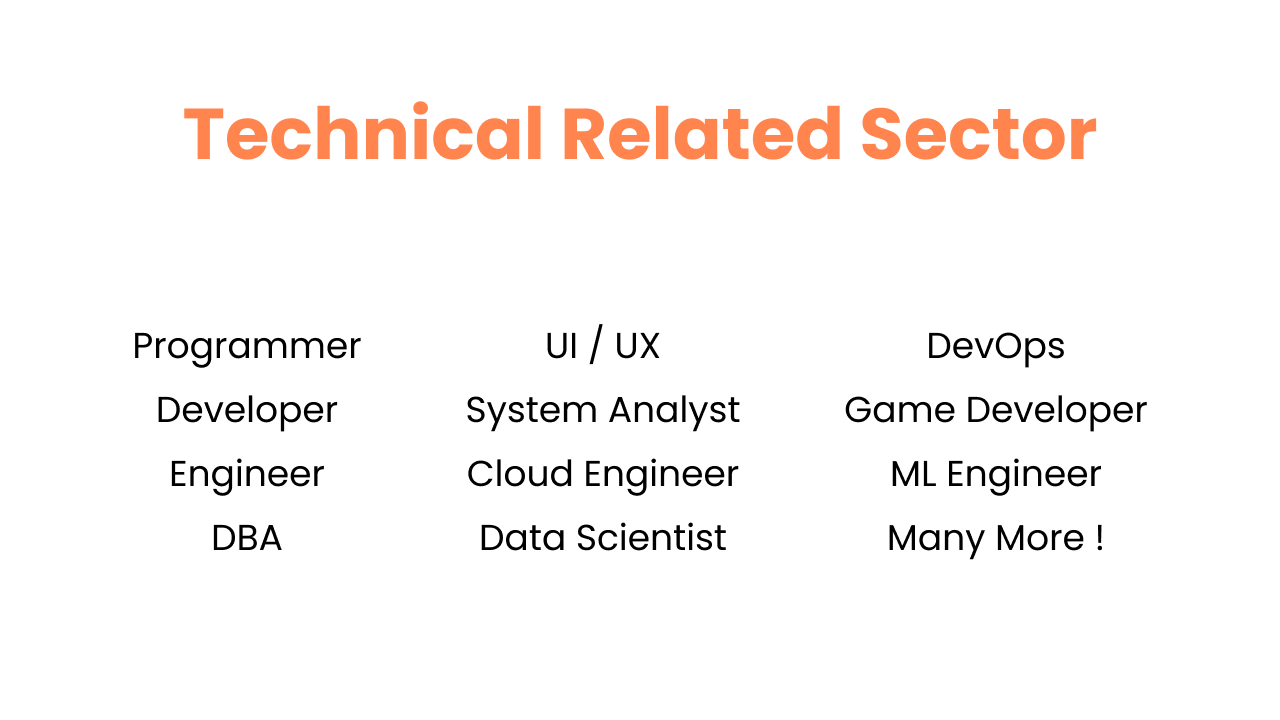 Technical Related Sector
Programmer
Developer
Engineer
DBA
UI / UX
System Analyst
Cloud Engineer
Data Scientist
DevOps
Game Developer
ML Engineer
Many More !